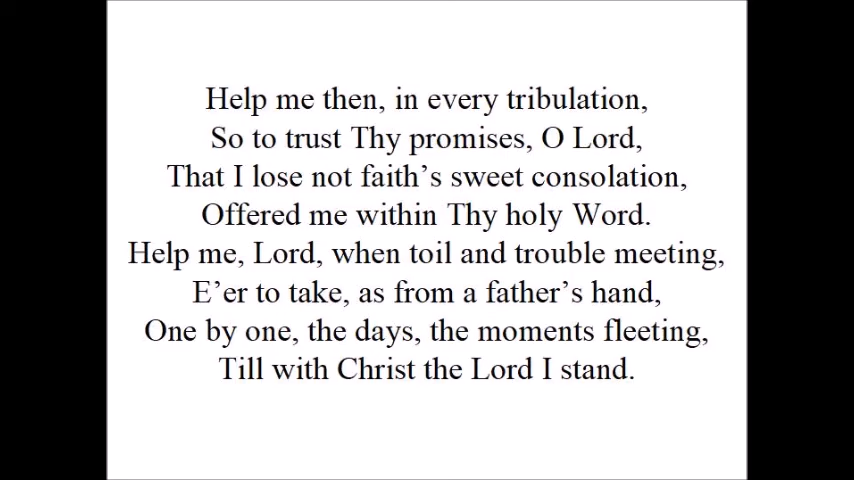 Help me then, in every tribulation,
So to trust Thy promises, O Lord,
That I lose not faith’s sweet consolation,
Offered me within Thy holy Word.
Help me, Lord, when toil and trouble meeting,
E’er to take, as from a father’s hand,
One by one, the days, the moments fleeting,
Till with Christ the Lord I stand.